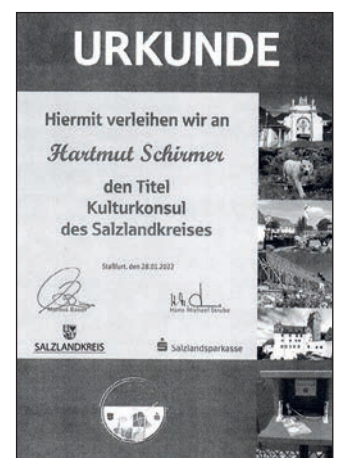 URKUNDE
Hiermit verleihen wir an
Hartmut Schirmer
den Titel
Kulturkonsul
des Salzlandkreises
Staßfurt, den 28.01.2022
Markus Bauer
Hans Michael Strube
SALZLANDKREIS
Salzlandsparkasse